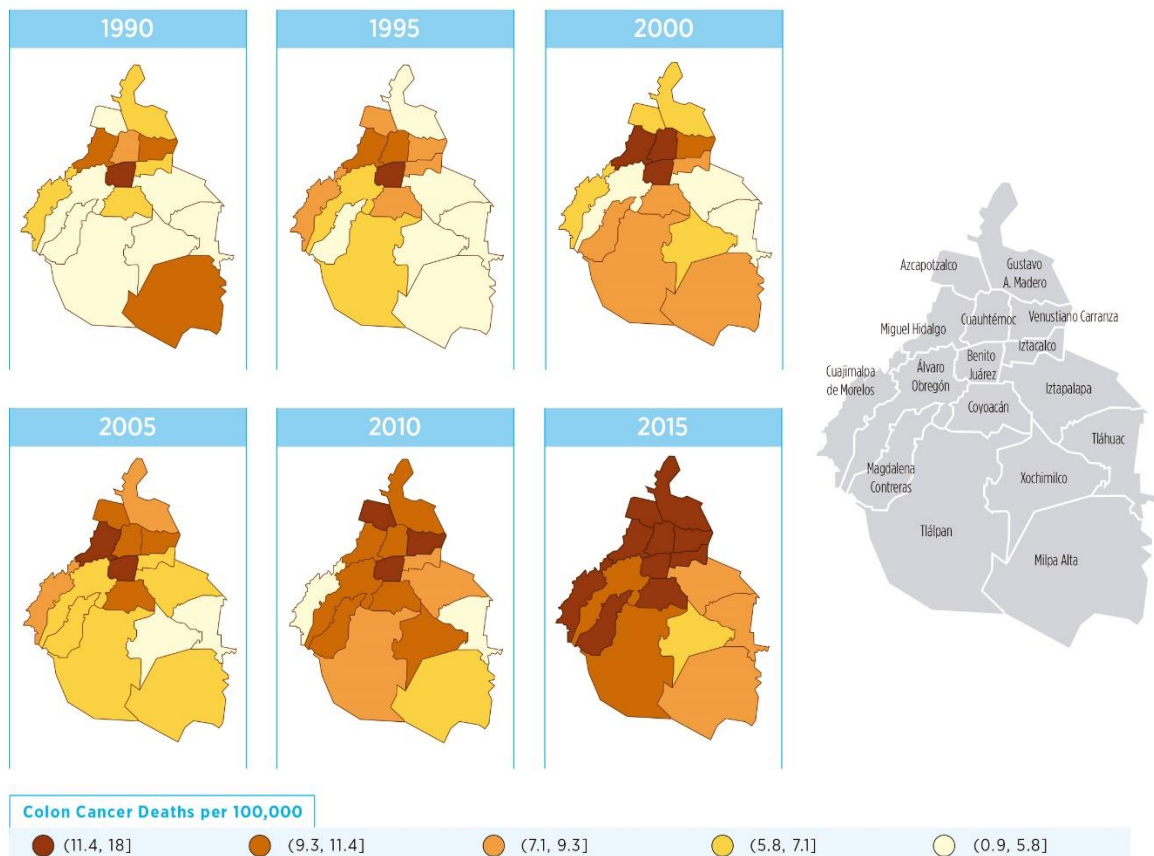 1990
1995
2000
Azcapotzalco
Gustavo
A. Madero
Miguel Hidalgo
Cuauhtémoc
Venustiano Carranza
Iztacalco
Cuajimalpa
de Morelos
Álvaro
Obregón
Benito
Juárez
Iztapalapa
Coyoacán
Tláhuac
Magdalena
Contreras
Xochimilco
Tlálpan
Milpa Alta
2005
2010
2015
Colon Cancer Deaths per 100,000
(11.4, 18]
(9.3, 11.4]
(7.1, 9.3]
(5.8, 7.1]
(0.9, 5.8]